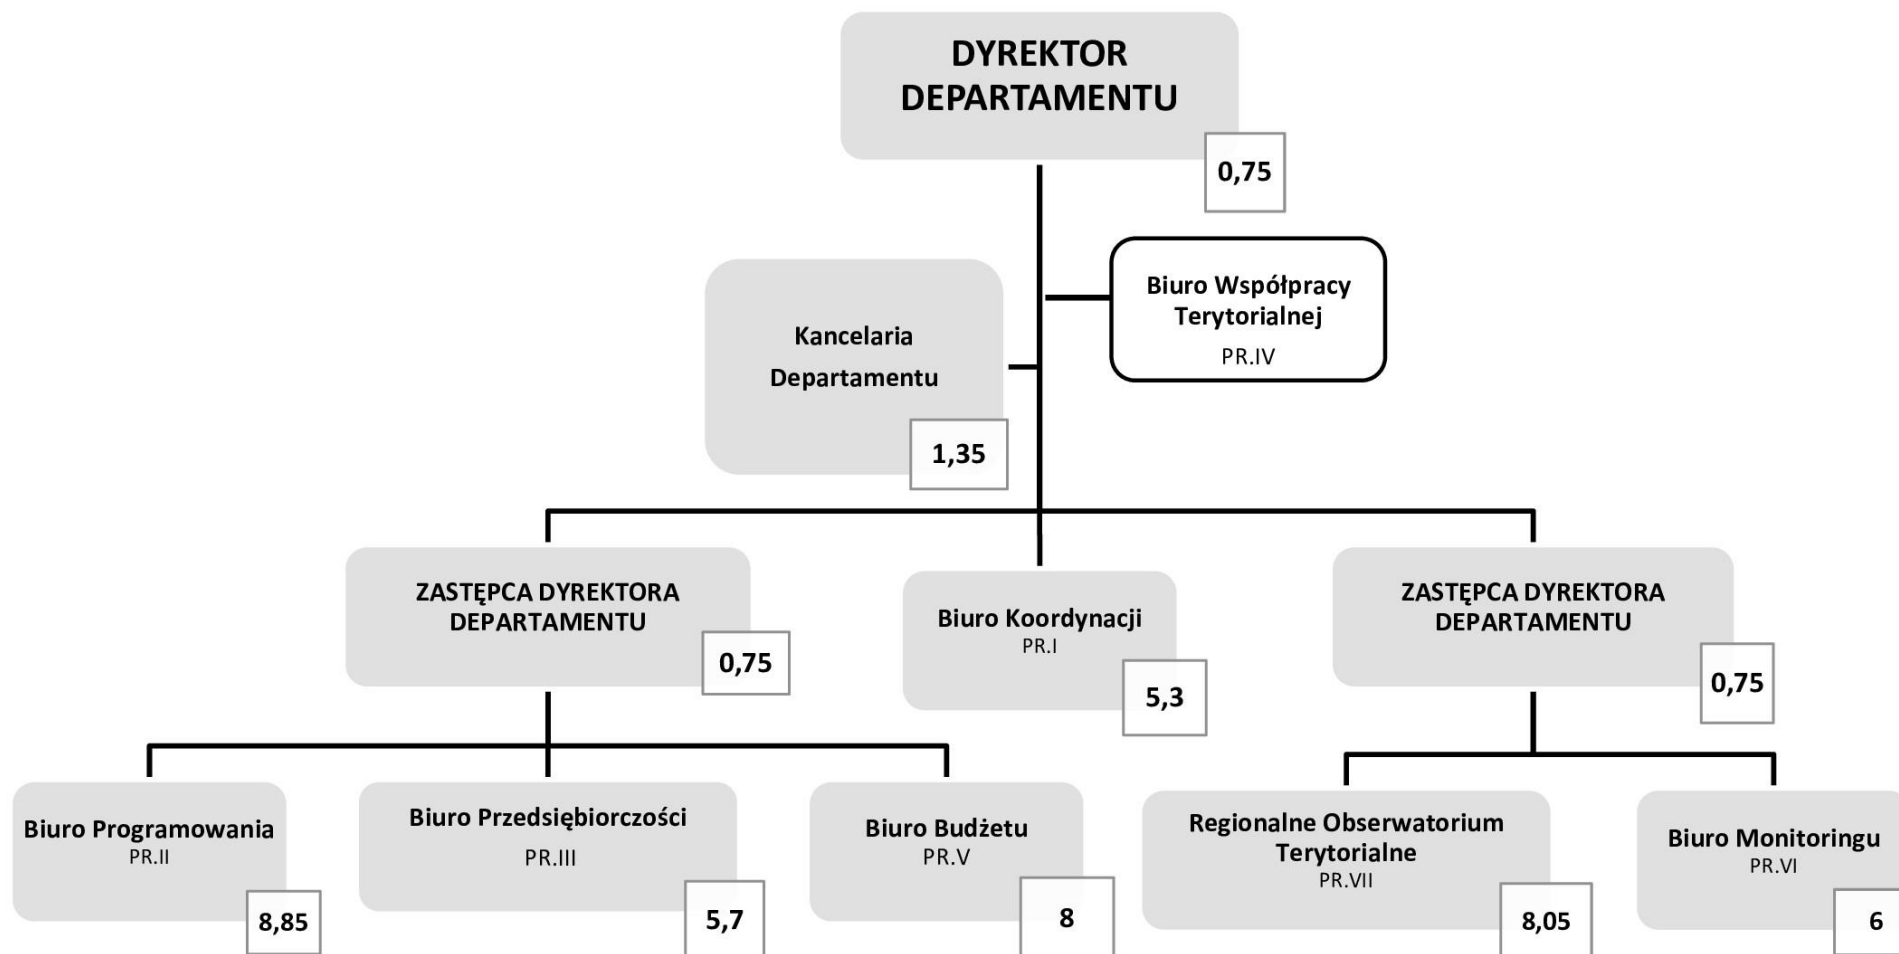 DYREKTOR
DEPARTAMENTU
0,75
Biuro Współpracy
Terytorialnej
PR.IV
Kancelaria
Departamentu
1,35
ZASTĘPCA DYREKTORA
DEPARTAMENTU
0,75
Biuro Koordynacji
PR.I
5,3
ZASTĘPCA DYREKTORA
DEPARTAMENTU
0,75
Biuro Programowania
PR.II
8,85
Biuro Przedsiębiorczości
PR.III
5,7
Biuro Budżetu
PR.V
8
Regionalne Obserwatorium
Terytorialne
PR.VII
8,05
Biuro Monitoringu
PR.VI
6